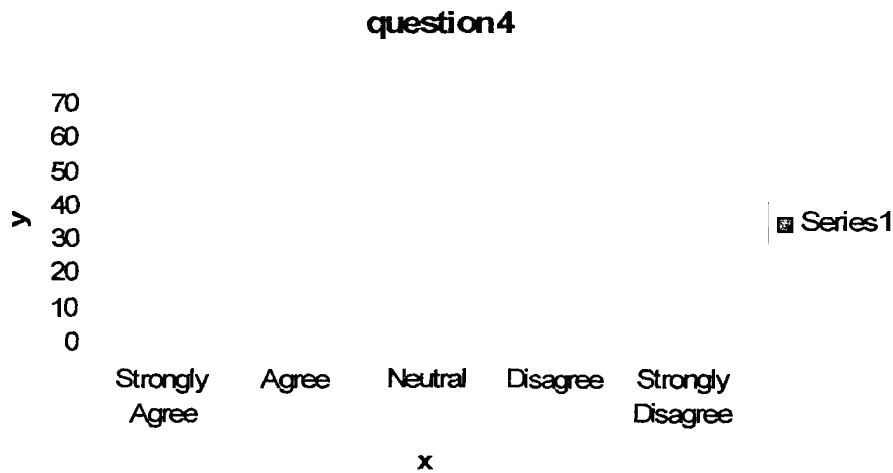 question4
70
60
50
40
30
20
10
0
y
Series1
Strongly Agree
Agree
Neutral
Disagree
Strongly Disagree
x